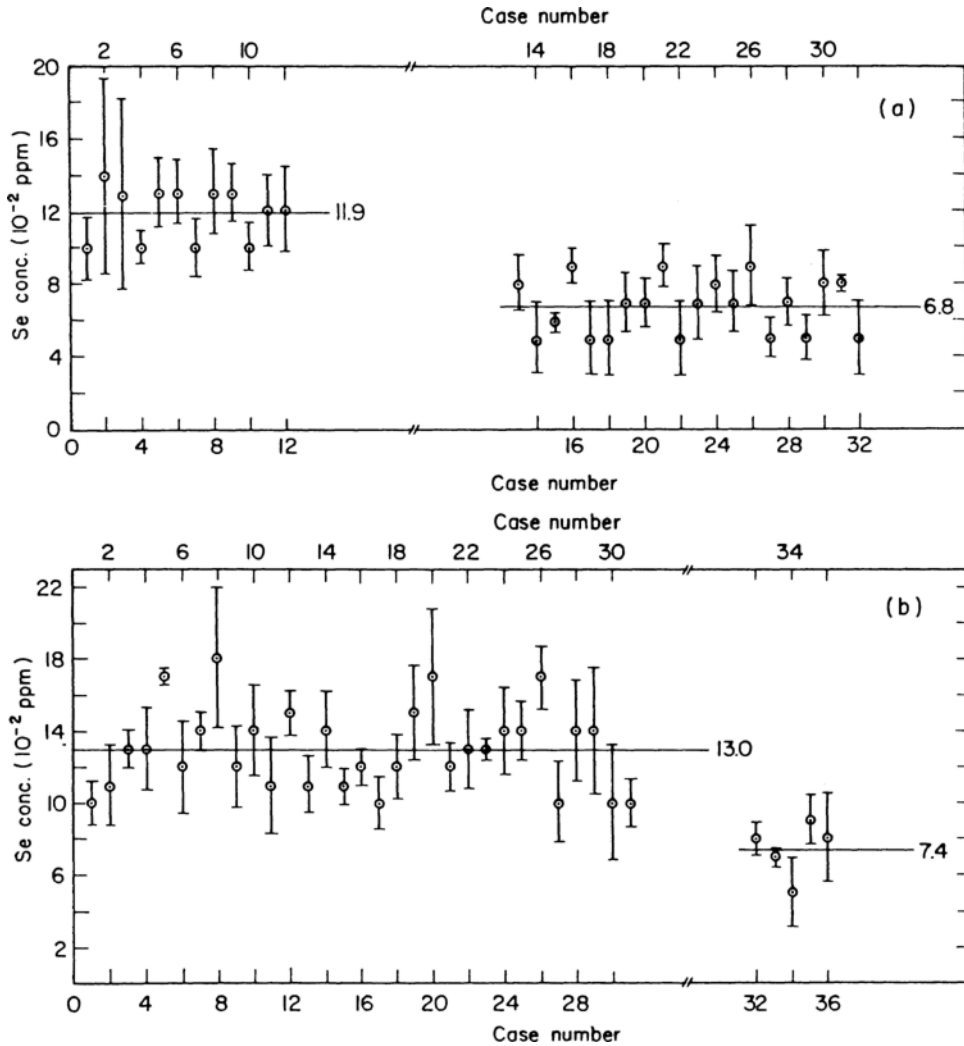 Case number
2 6 10 14 18 22 26 30
20
16
12
8
4
0
Se conc. (10⁻² ppm)
(a)
11.9
6.8
0 4 8 12 16 20 24 28 32
Case number
Case number
2 6 10 14 18 22 26 30 34
22
18
14
10
6
2
Se conc. (10⁻² ppm)
(b)
13.0
7.4
0 4 8 12 16 20 24 28 32 36
Case number